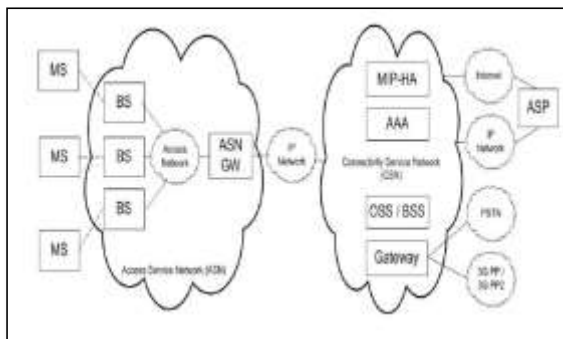 MS
BS
MS
BS
MS
BS
Access
Network
ASN
GW
Access Service Network (ASN)
IP
Network
MIP-HA
AAA
Connectivity Service Network
(CSN)
OSS / BSS
Gateway
Internet
ASP
IP
Network
PSTN
3G PP /
3G PP2